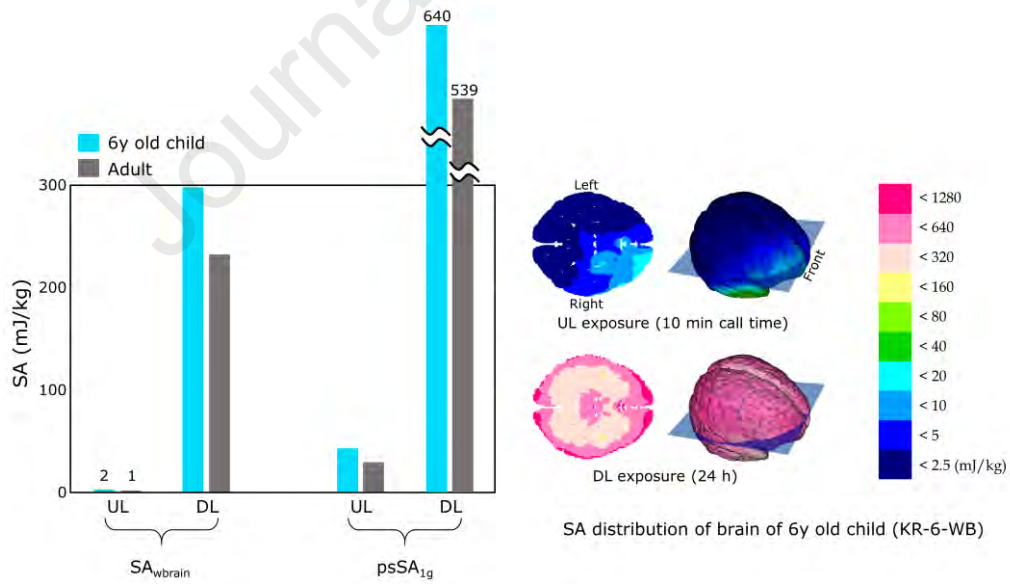 Journa
640
539
6y old child
Adult
300
200
100
0
SA (mJ/kg)
2
1
UL
DL
UL
DL
SAwbrain
psSA1g
Left
Right
Front
UL exposure (10 min call time)
DL exposure (24 h)
< 1280
< 640
< 320
< 160
< 80
< 40
< 20
< 10
< 5
< 2.5 (mJ/kg)
SA distribution of brain of 6y old child (KR-6-WB)